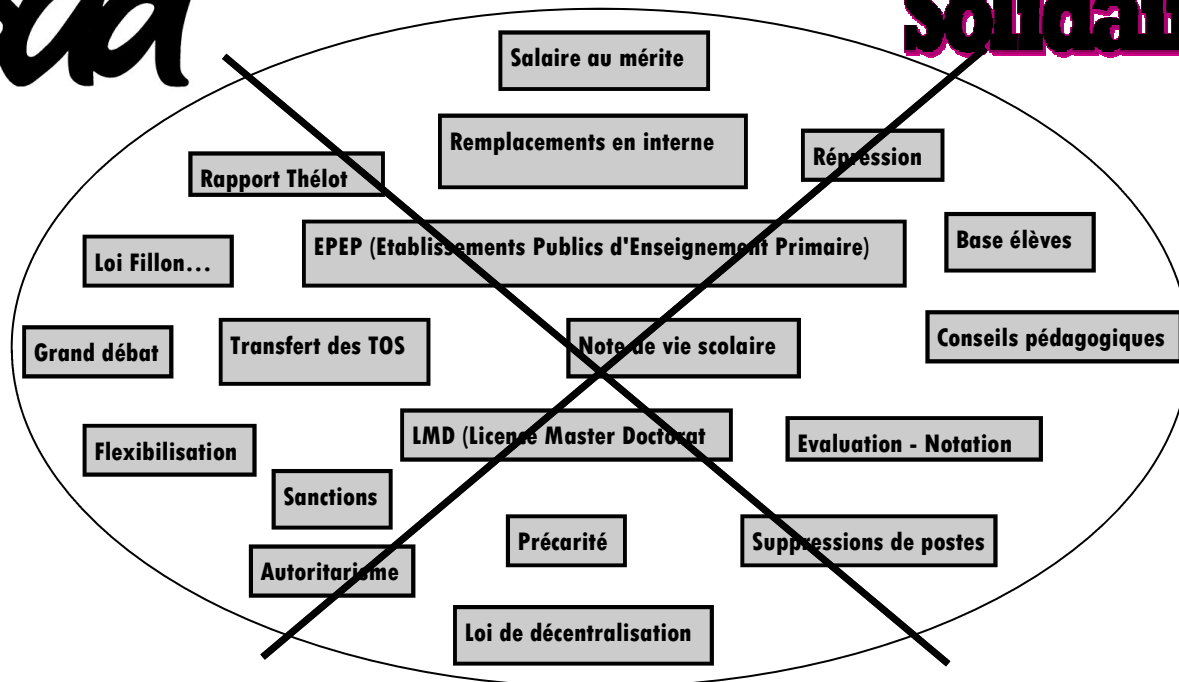 sud
Solidair
Salaire au mérite
Remplacements en interne
Répression
Rapport Thélot
Base élèves
EPEP (Etablissements Publics d'Enseignement Primaire)
Loi Fillon...
Conseils pédagogiques
Grand débat
Transfert des TOS
Note de vie scolaire
LMD (Licence Master Doctorat
Evaluation - Notation
Flexibilisation
Sanctions
Précarité
Suppressions de postes
Autoritarisme
Loi de décentralisation